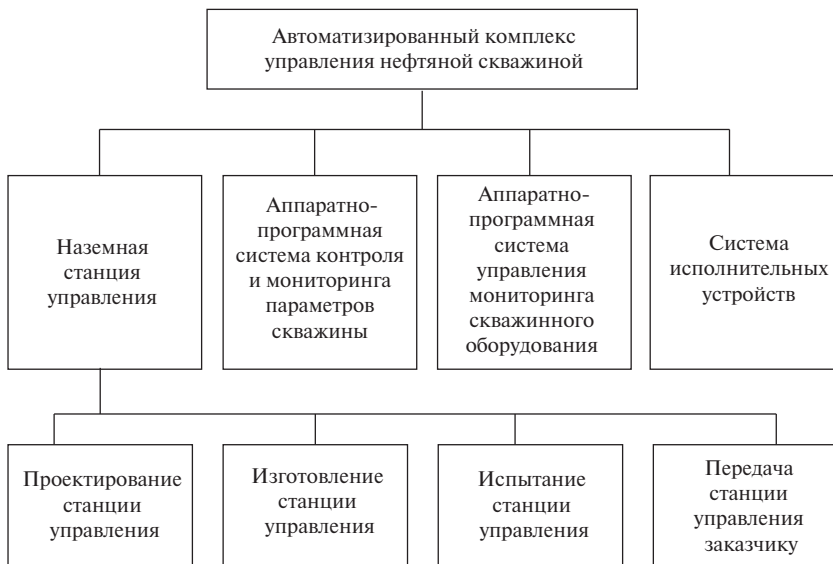 Автоматизированный комплекс
управления нефтяной скважиной
Наземная
станция
управления
Аппаратно-
программная
система контроля
и мониторинга
параметров
скважины
Аппаратно-
программная
система
управления
мониторинга
скважинного
оборудования
Система
исполнительных
устройств
Проектирование
станции
управления
Изготовление
станции
управления
Испытание
станции
управления
Передача
станции
управления
заказчику